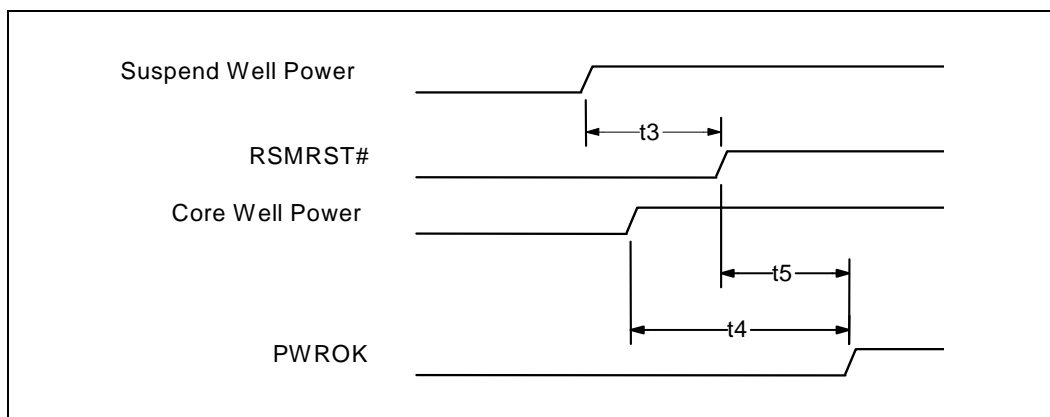 Suspend Well Power
t3
RSMRST#
Core Well Power
t5
t4
PWROK